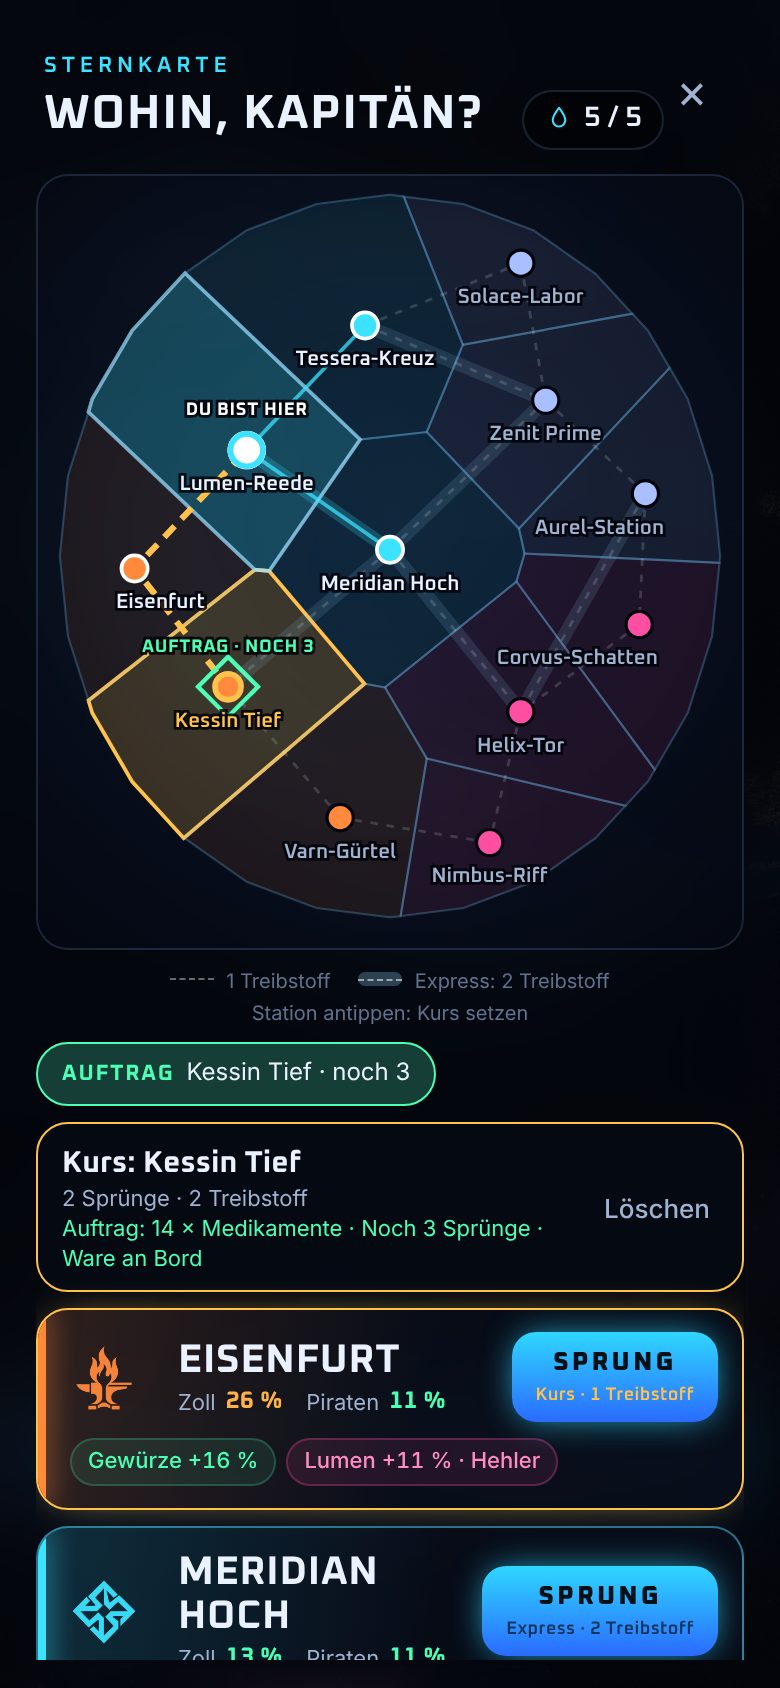 STERNKARTE
WOHIN, KAPITÄN?
5 / 5
Solace-Labor
Tessera-Kreuz
DU BIST HIER
Zenit Prime
Lumen-Reede
Aurel-Station
Meridian Hoch
Eisenfurt
AUFTRAG · NOCH 3
Corvus-Schatten
Kessin Tief
Helix-Tor
Varn-Gürtel
Nimbus-Riff
1 Treibstoff
Express: 2 Treibstoff
Station antippen: Kurs setzen
AUFTRAG Kessin Tief · noch 3
Kurs: Kessin Tief
2 Sprünge · 2 Treibstoff
Auftrag: 14 × Medikamente · Noch 3 Sprünge ·
Ware an Bord
Löschen
EISENFURT
Zoll 26 % Piraten 11 %
SPRUNG
Kurs · 1 Treibstoff
Gewürze +16 %
Lumen +11 % · Hehler
MERIDIAN
HOCH
Zoll 13 % Piraten 11 %
SPRUNG
Express · 2 Treibstoff